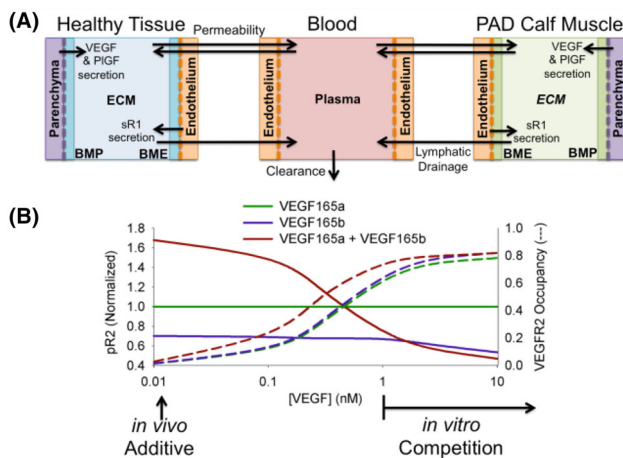 (A)
Healthy Tissue
Blood
PAD Calf Muscle
Permeability
Parenchyma
VEGF
& PlGF
secretion
ECM
sR1
secretion
BMP
BME
Endothelium
Endothelium
Plasma
Endothelium
Clearance
Lymphatic
Drainage
Endothelium
VEGF
& PlGF
secretion
ECM
sR1
secretion
BME
BMP
Parenchyma
(B)
VEGF165a
VEGF165b
VEGF165a + VEGF165b
pR2 (Normalized)
1.8
1.6
1.4
1.2
1.0
0.8
0.6
0.4
1.0
0.8
0.6
0.4
0.2
0.0
VEGFR2 Occupancy (---)
0.01
0.1
1
10
[VEGF] (nM)
in vivo
Additive
in vitro
Competition